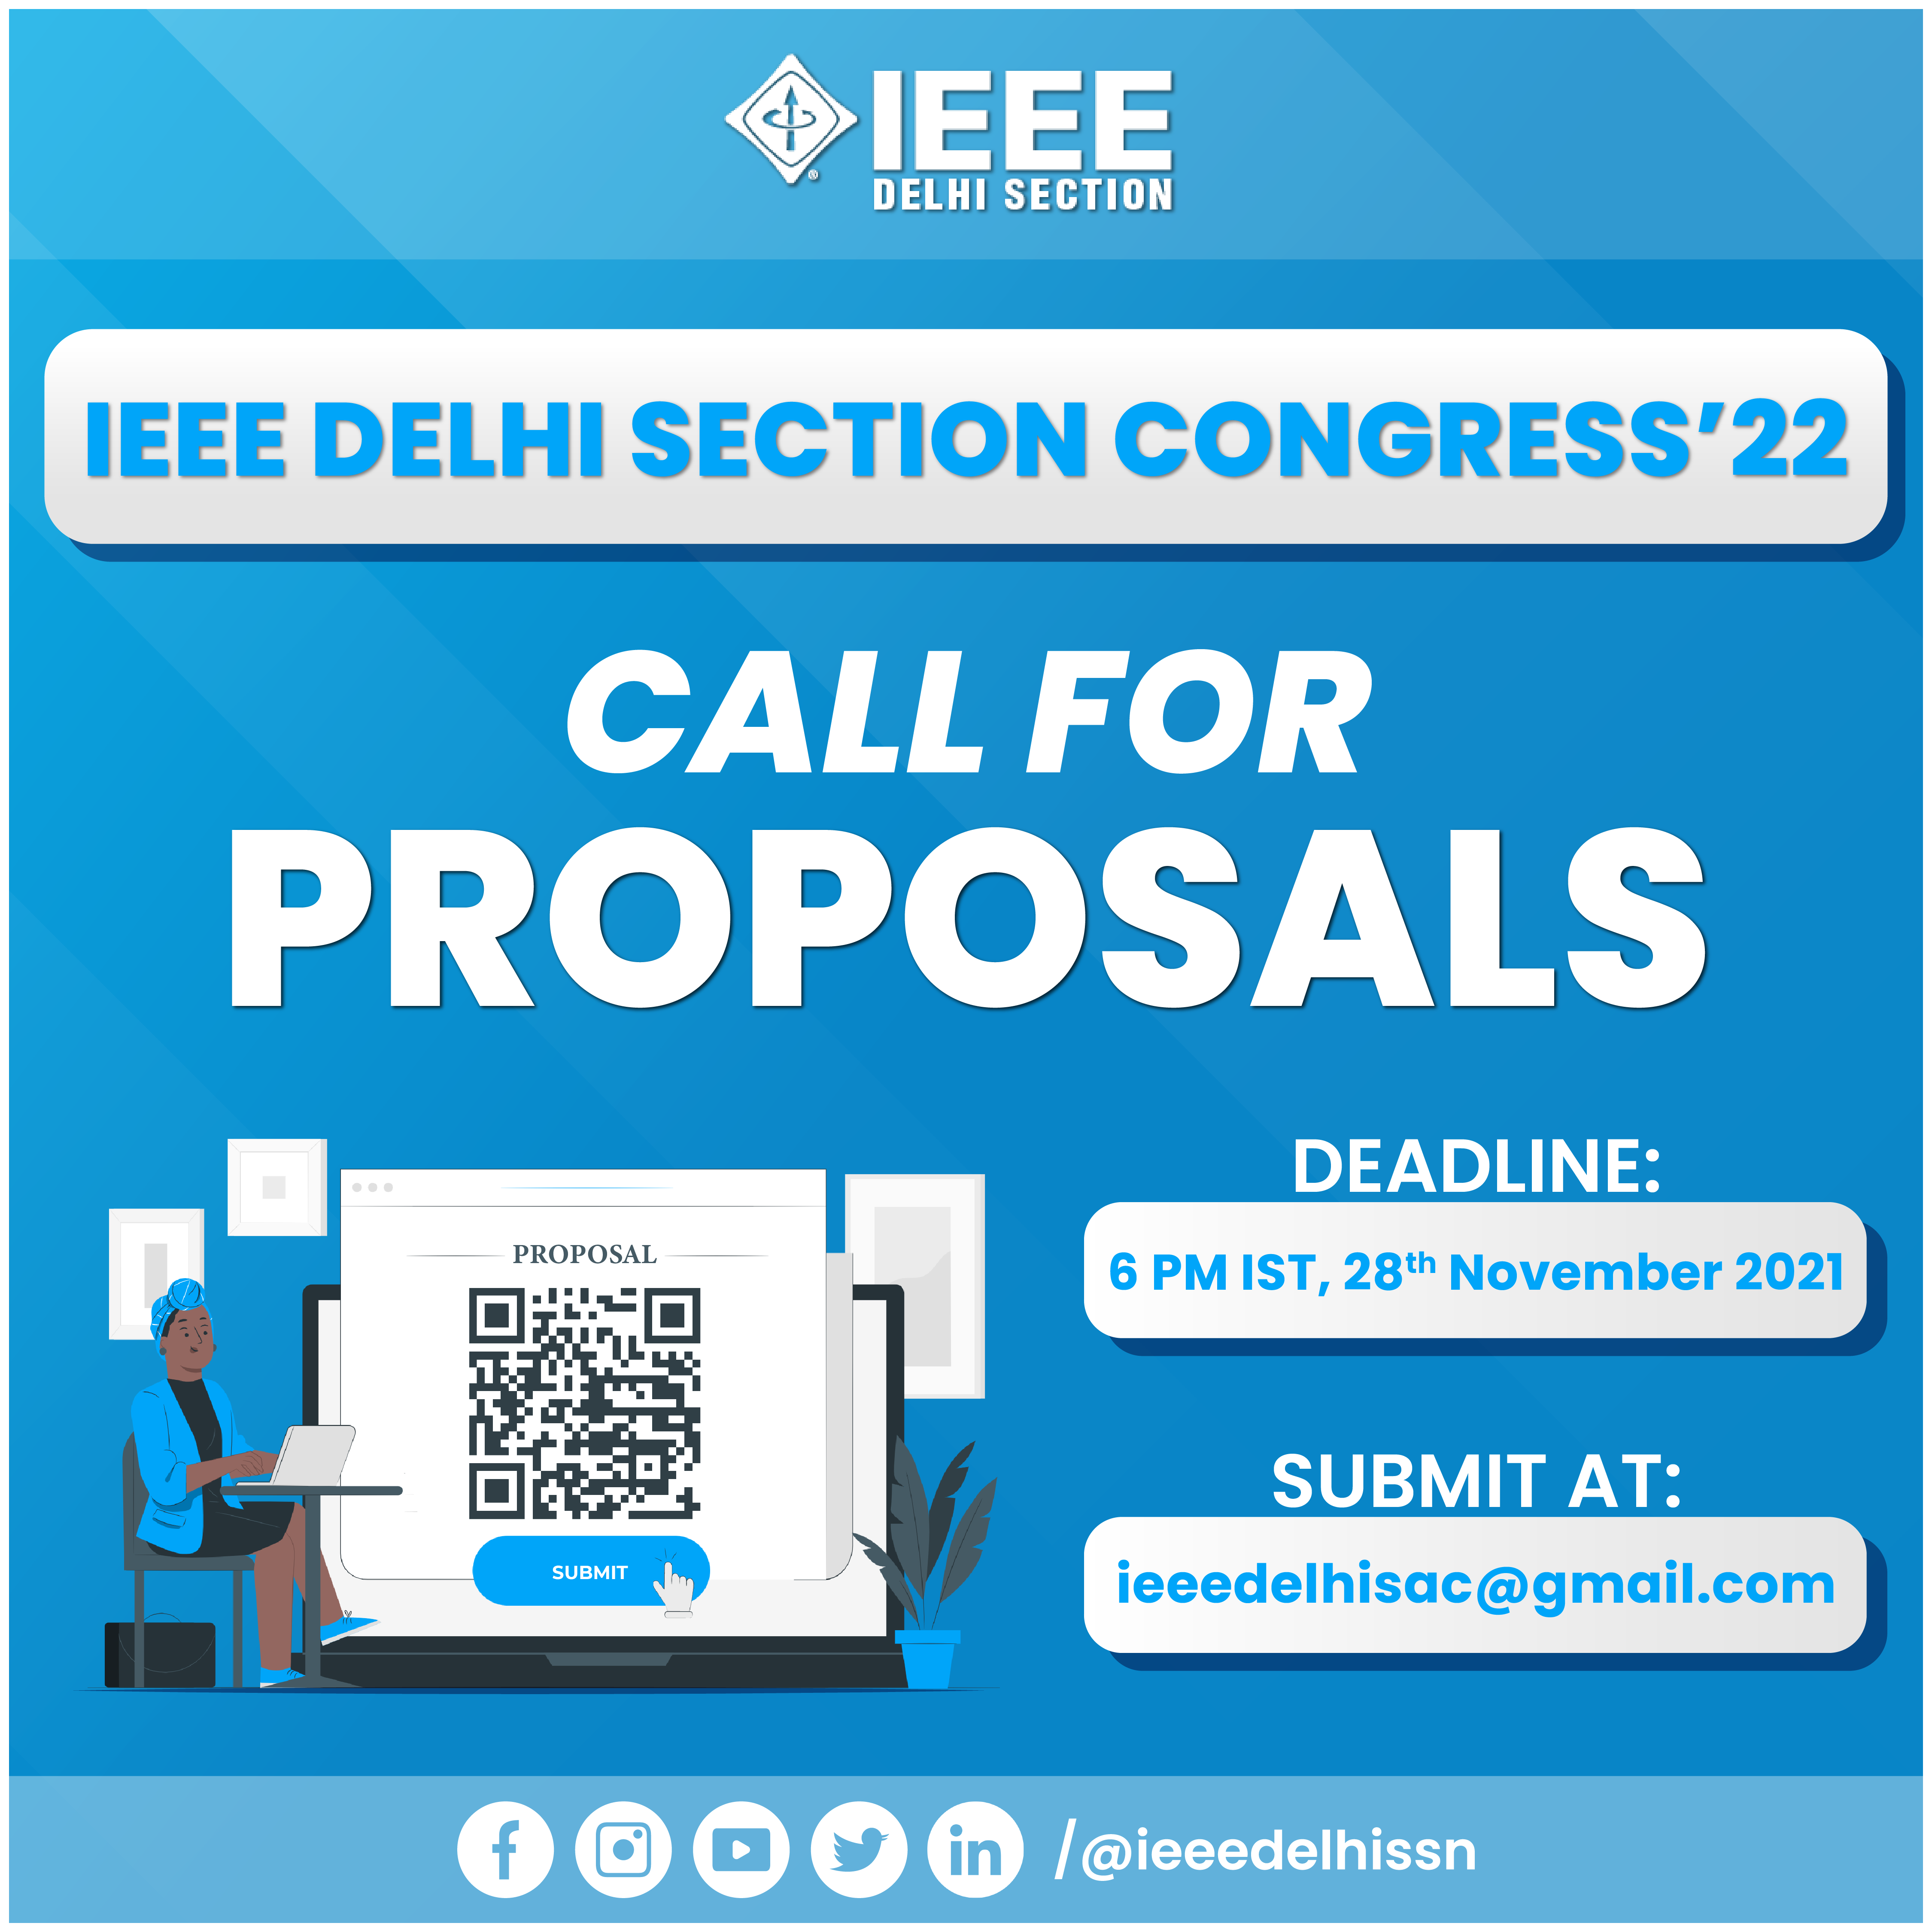 IEEE
DELHI SECTION
IEEE DELHI SECTION CONGRESS’22
CALL FOR
PROPOSALS
DEADLINE:
6 PM IST, 28th November 2021
PROPOSAL
SUBMIT
SUBMIT AT:
ieeedelhisac@gmail.com
/@ieeedelhissn